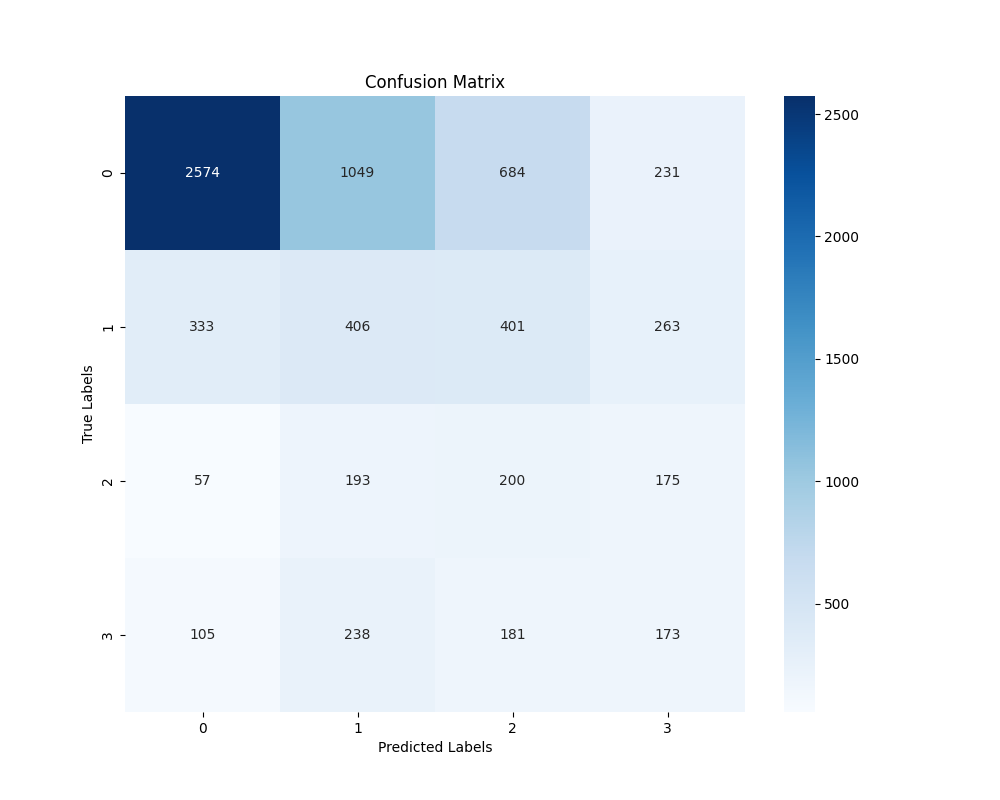 Confusion Matrix
0 2574 1049 684 231
1 333 406 401 263
2 57 193 200 175
3 105 238 181 173
0 1 2 3
True Labels
Predicted Labels
2500
2000
1500
1000
500